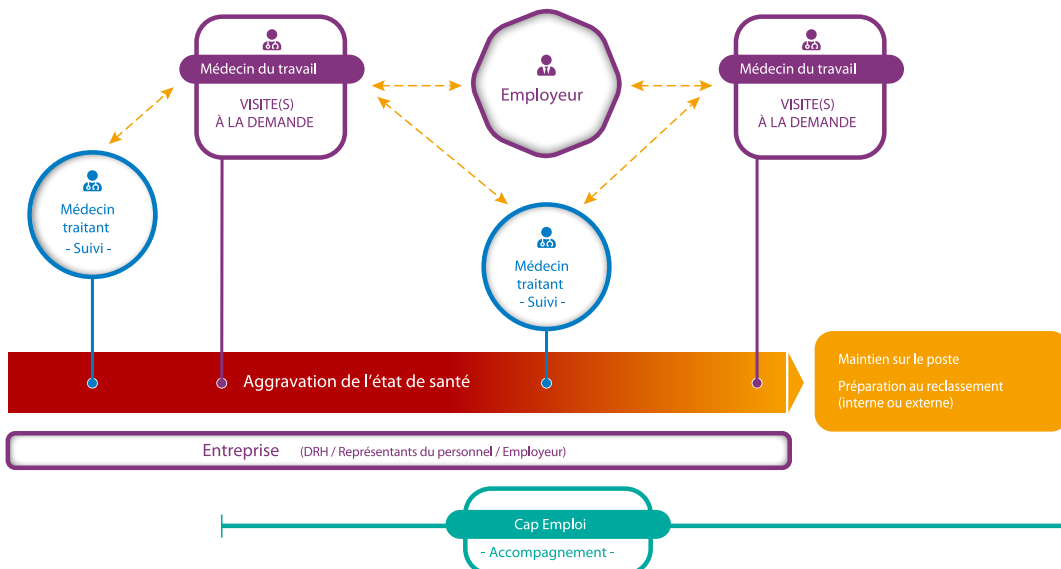 Médecin du travail
VISITE(S)
À LA DEMANDE
Employeur
Médecin du travail
VISITE(S)
À LA DEMANDE
Médecin
traitant
- Suivi -
Médecin
traitant
- Suivi -
Aggravation de l'état de santé
Maintien sur le poste
Préparation au reclassement
(interne ou externe)
Entreprise (DRH / Représentants du personnel / Employeur)
Cap Emploi
- Accompagnement -